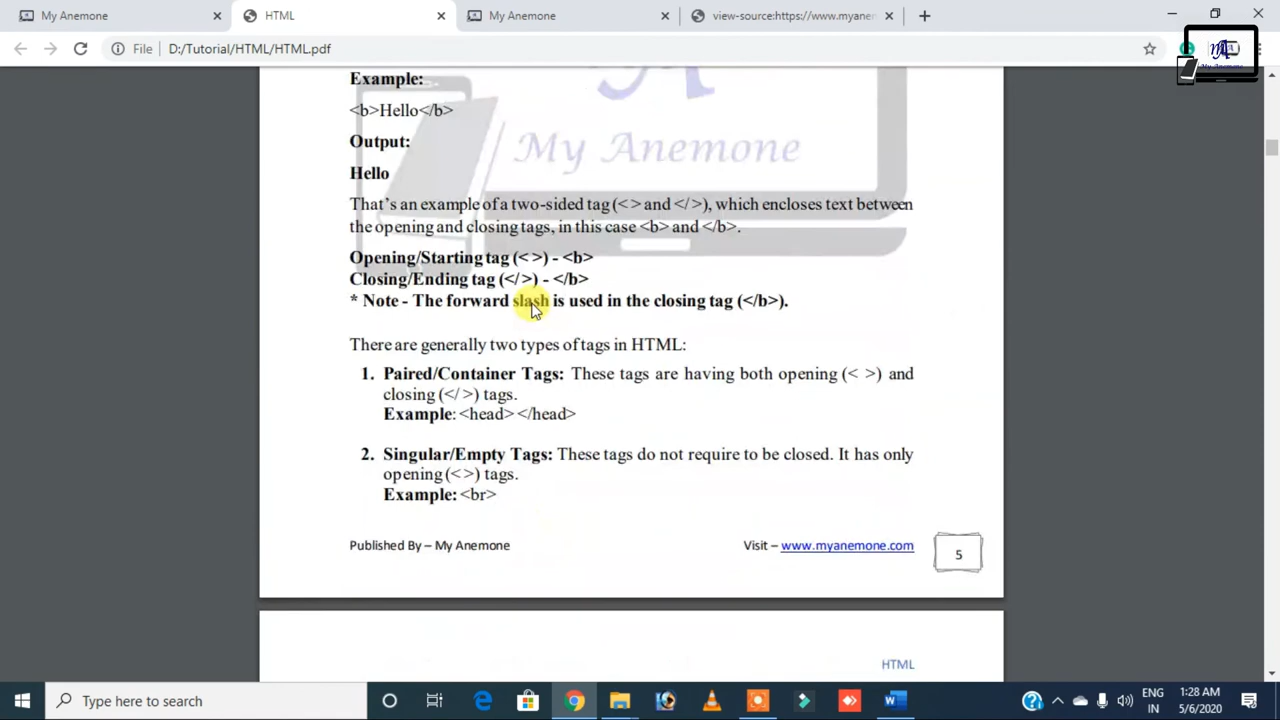 My Anemone
HTML
My Anemone
view-source:https://www.myanem
File
D:/Tutorial/HTML/HTML.pdf
My Anemone
Example:
<b>Hello</b>
Output:
My Anemone
Hello
That's an example of a two-sided tag (< > and </ >), which encloses text between
the opening and closing tags, in this case <b> and </b>.
Opening/Starting tag (< >) - <b>
Closing/Ending tag (</ >) - </b>
* Note - The forward slash is used in the closing tag (</b>).
There are generally two types of tags in HTML:
1. Paired/Container Tags: These tags are having both opening (< >) and
closing (</ >) tags.
Example: <head> </head>
2. Singular/Empty Tags: These tags do not require to be closed. It has only
opening (< >) tags.
Example: <br>
Published By – My Anemone
Visit – www.myanemone.com
5
HTML
Type here to search
ENG
IN
1:28 AM
5/6/2020